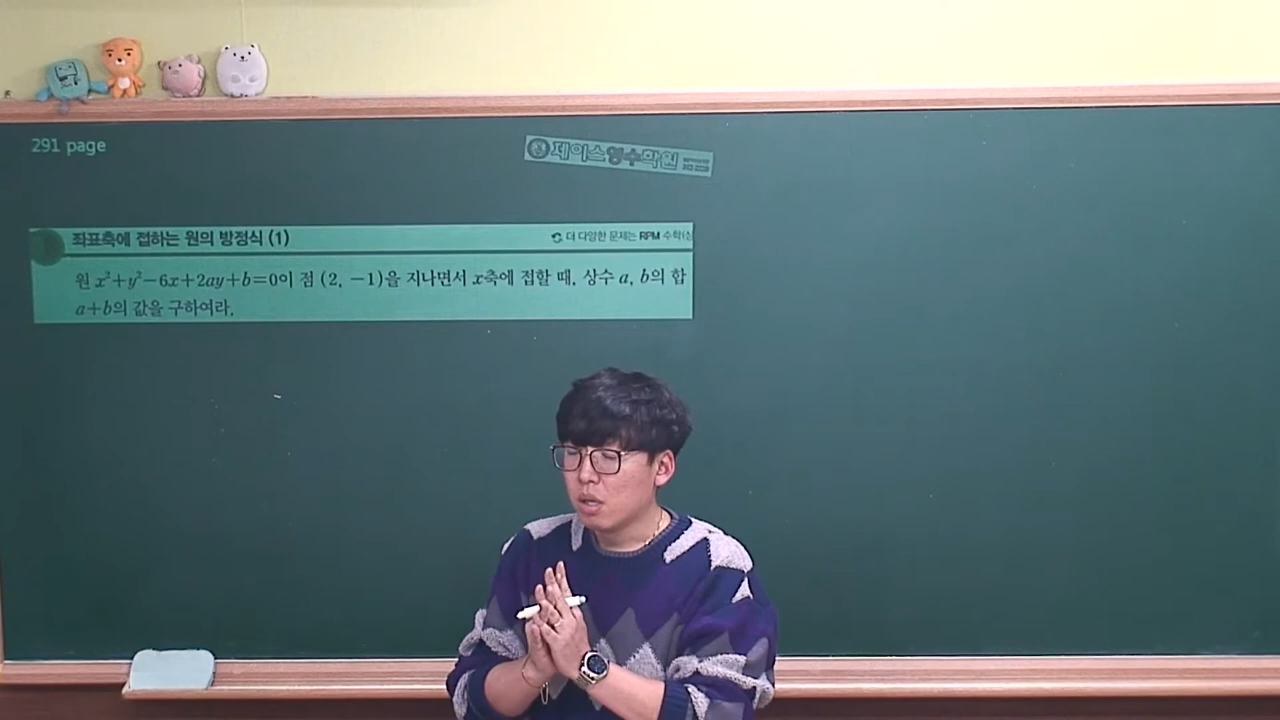 291 page
제이스영수학원
좌표축에 접하는 원의 방정식 (1)
더 다양한 문제는 RPM 수학(상
원 x²+y²−6x+2ay+b=0이 점 (2, −1)을 지나면서 x축에 접할 때, 상수 a, b의 합
a+b의 값을 구하여라.